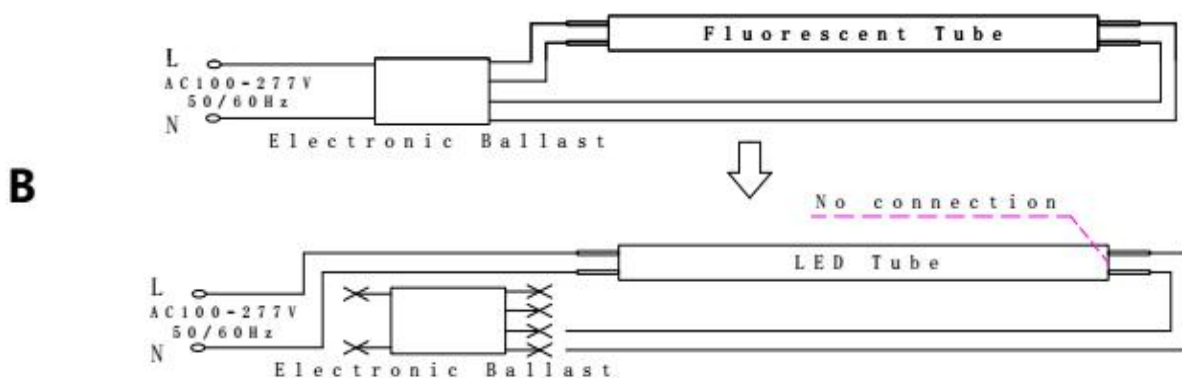 Fluorescent Tube
L
AC100-277V
50/60Hz
N
Electronic Ballast
B
No connection
LED Tube
L
AC100-277V
50/60Hz
N
Electronic Ballast